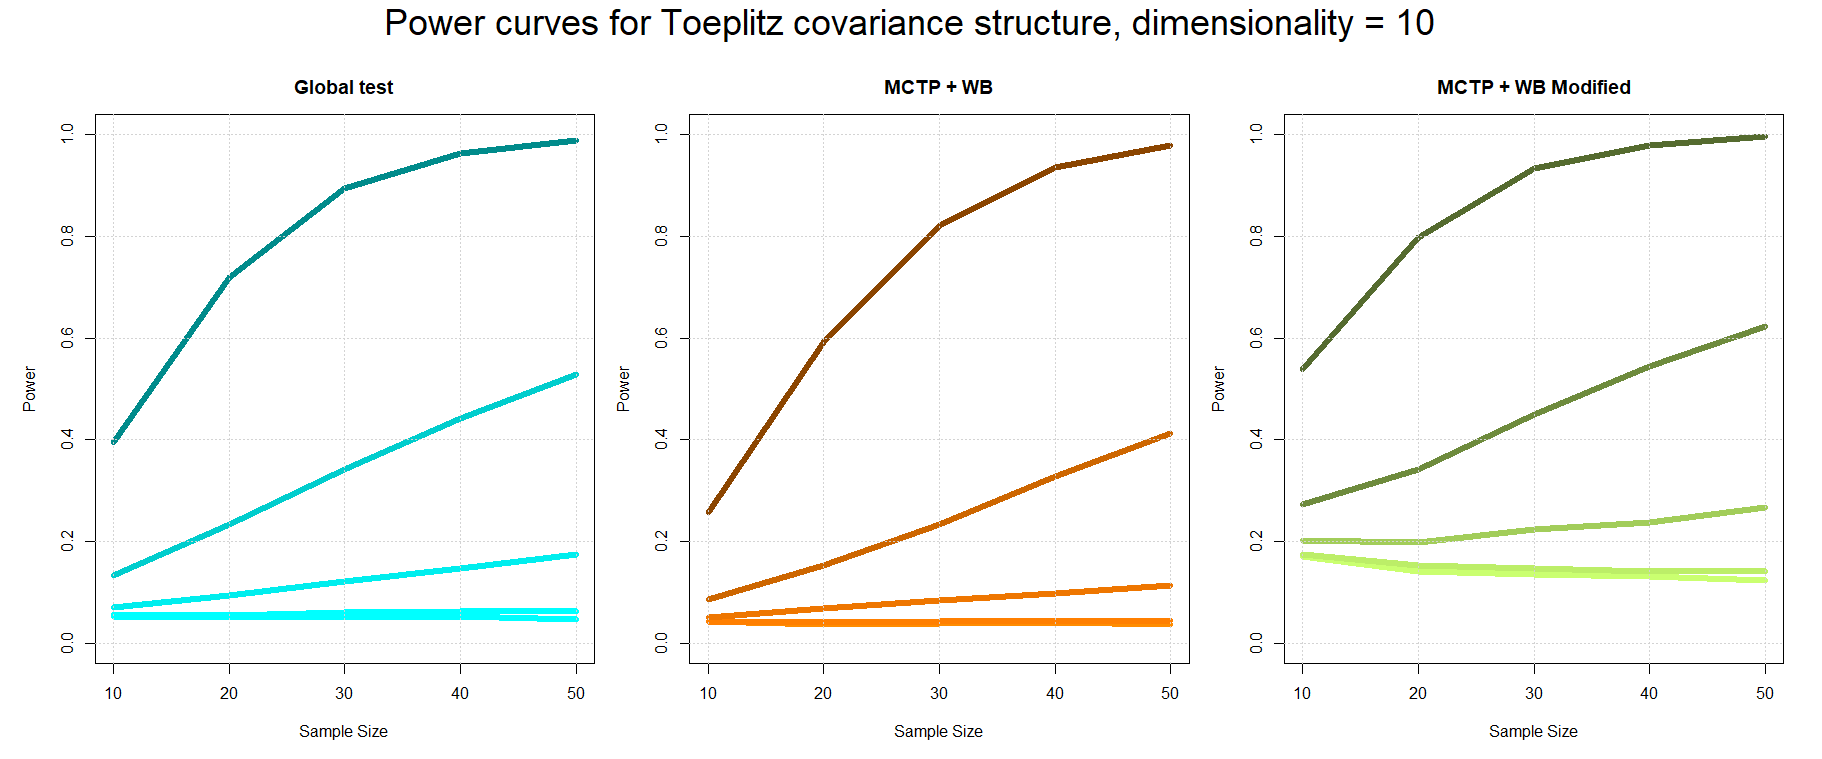 Power curves for Toeplitz covariance structure, dimensionality = 10
Global test
Power
0.0 0.2 0.4 0.6 0.8 1.0
10 20 30 40 50
Sample Size
MCTP + WB
Power
0.0 0.2 0.4 0.6 0.8 1.0
10 20 30 40 50
Sample Size
MCTP + WB Modified
Power
0.0 0.2 0.4 0.6 0.8 1.0
10 20 30 40 50
Sample Size